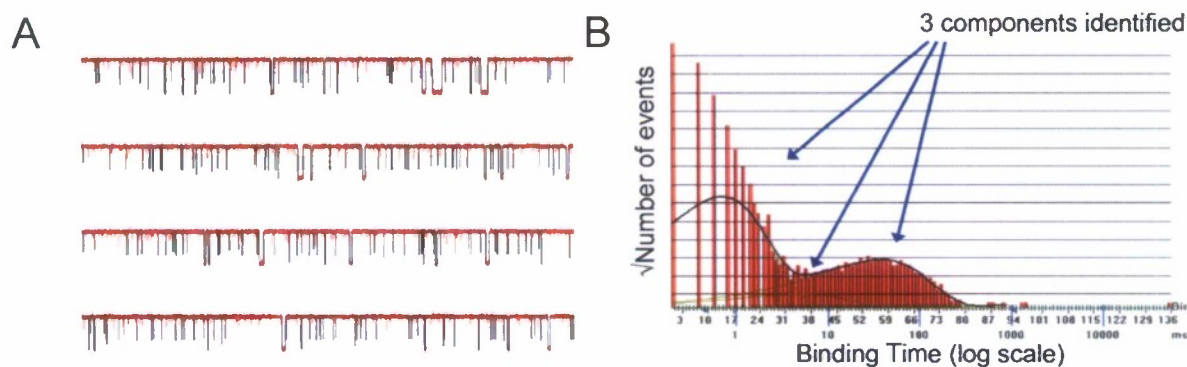 A
B
3 components identified
√Number of events
3 10 17 24 31 38 45 52 59 66 73 80 87 94 101 108 115 122 129 136
1 10 100 1000 10000 ms
Binding Time (log scale)